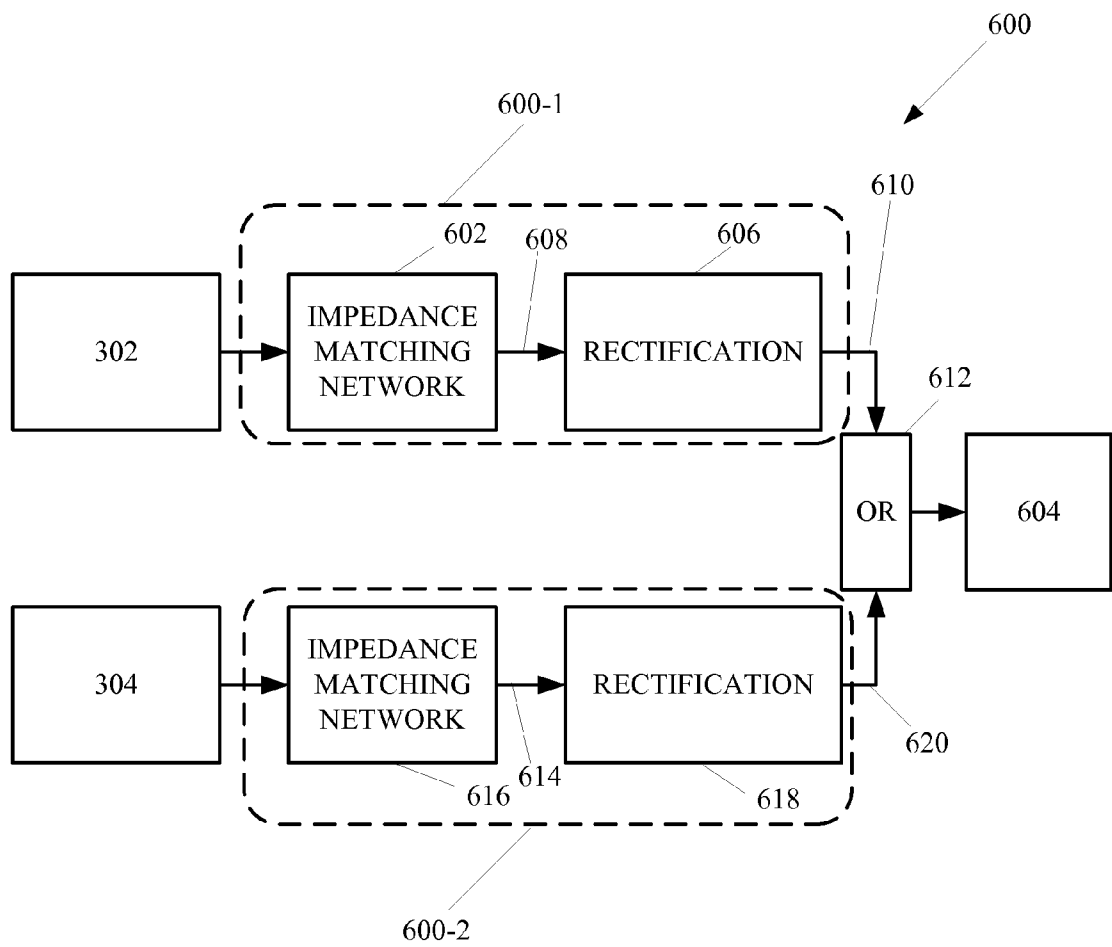 600
600-1
610
602
608
606
302
IMPEDANCE
MATCHING
NETWORK
RECTIFICATION
612
OR
604
304
IMPEDANCE
MATCHING
NETWORK
RECTIFICATION
620
616
614
618
600-2